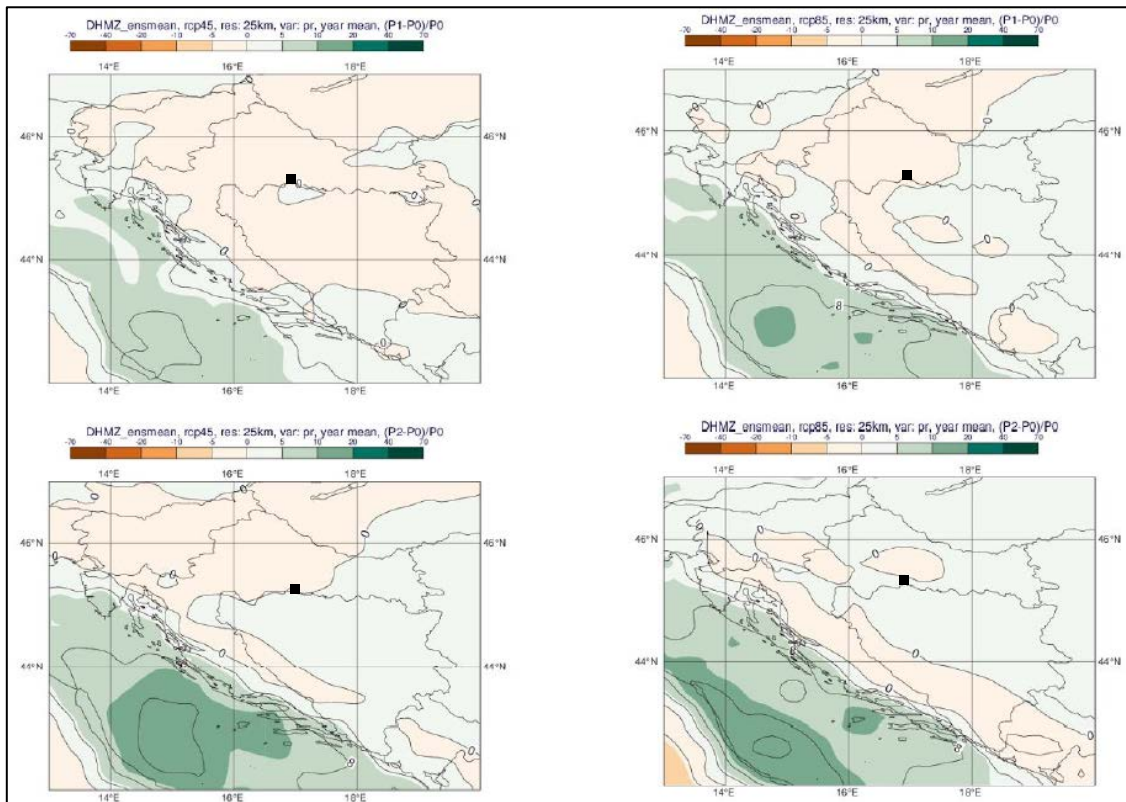 DHMZ_ensmean, rcp45, res: 25km, var: pr, year mean, (P1-P0)/P0
-70 -40 -20 -10 -5 0 5 10 20 40 70
14°E 16°E 18°E
46°N 46°N
44°N 44°N
14°E 16°E 18°E
DHMZ_ensmean, rcp85, res: 25km, var: pr, year mean, (P1-P0)/P0
-70 -40 -20 -10 -5 0 5 10 20 40 70
14°E 16°E 18°E
46°N 46°N
44°N 44°N
8
14°E 16°E 18°E
DHMZ_ensmean, rcp45, res: 25km, var: pr, year mean, (P2-P0)/P0
-70 -40 -20 -10 -5 0 5 10 20 40 70
14°E 16°E 18°E
46°N 46°N
44°N 44°N
8
14°E 16°E 18°E
DHMZ_ensmean, rcp85, res: 25km, var: pr, year mean, (P2-P0)/P0
-70 -40 -20 -10 -5 0 5 10 20 40 70
14°E 16°E 18°E
46°N 46°N
44°N 44°N
8
14°E 16°E 18°E